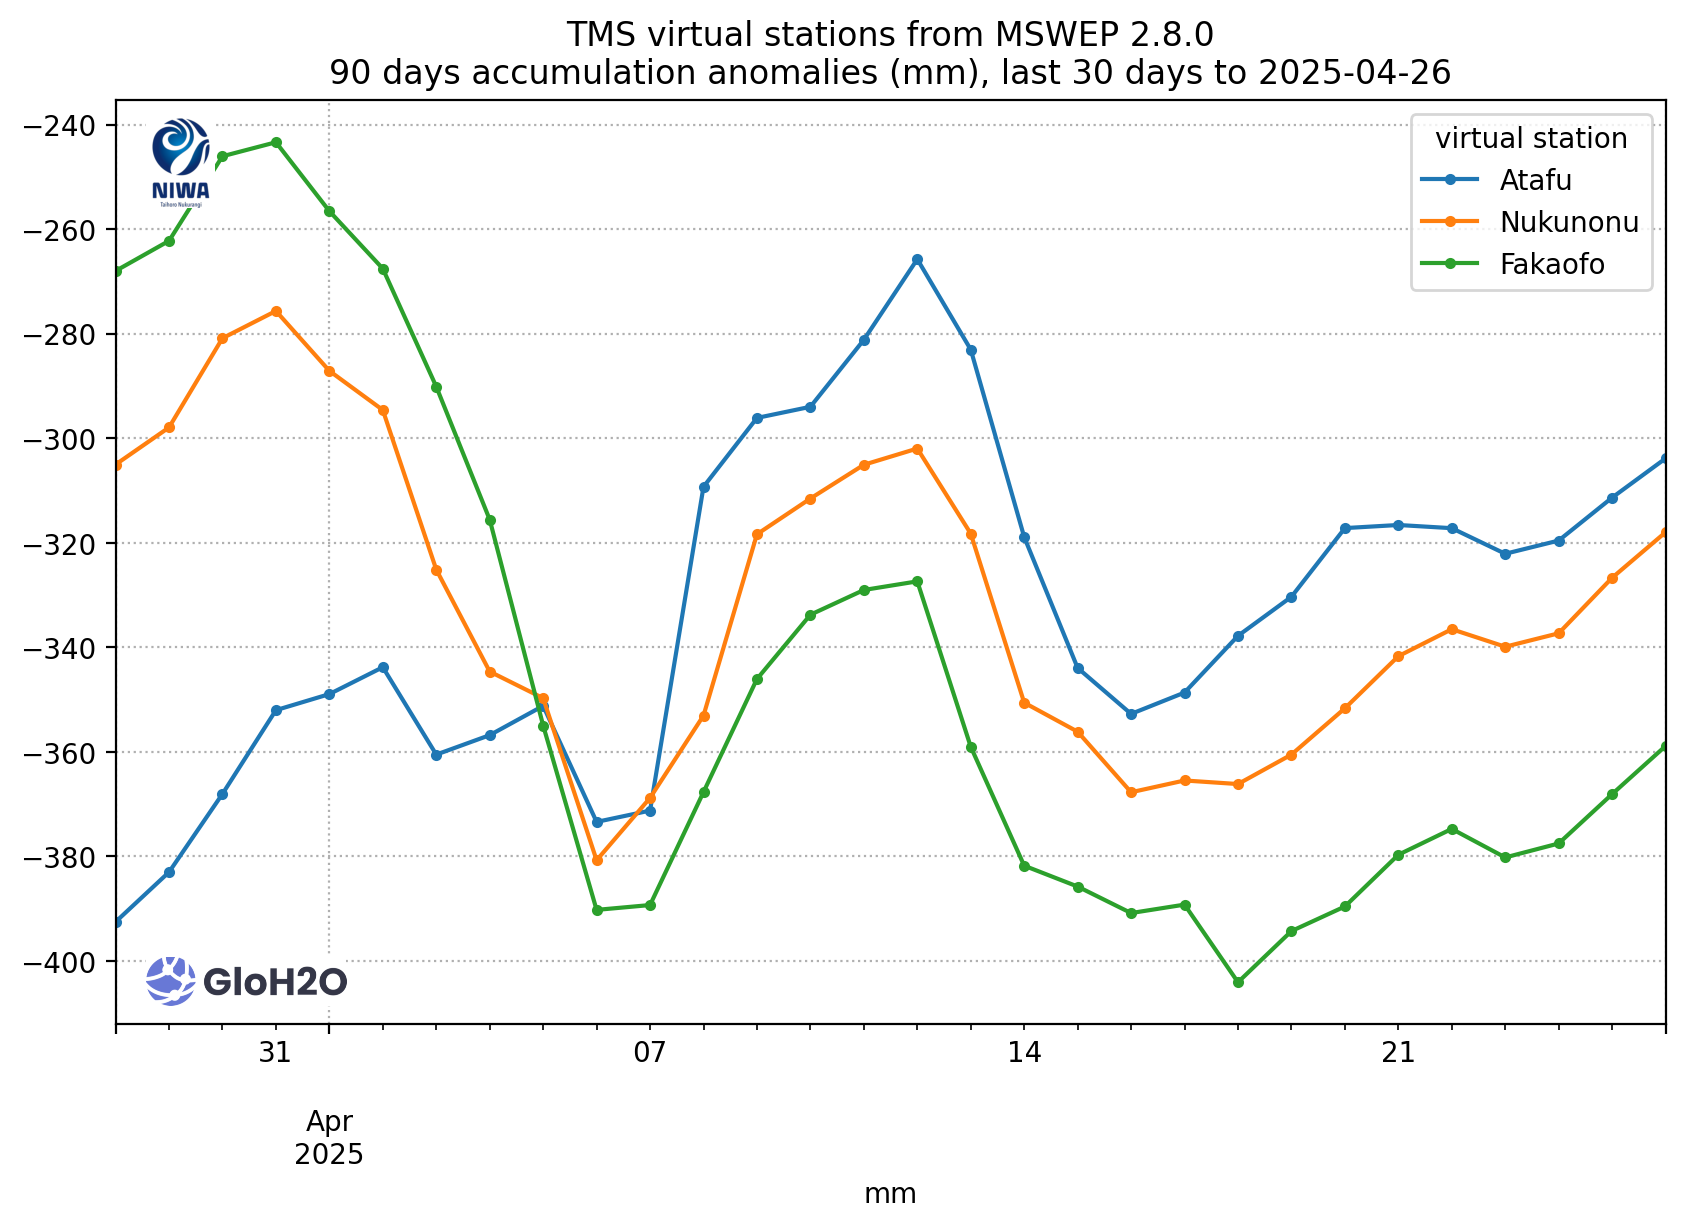 TMS virtual stations from MSWEP 2.8.0
90 days accumulation anomalies (mm), last 30 days to 2025-04-26
−240
−260
−280
−300
−320
−340
−360
−380
−400
NIWA
Taihoro Nukurangi
virtual station
Atafu
Nukunonu
Fakaofo
GloH2O
31
07
14
21
Apr
2025
mm